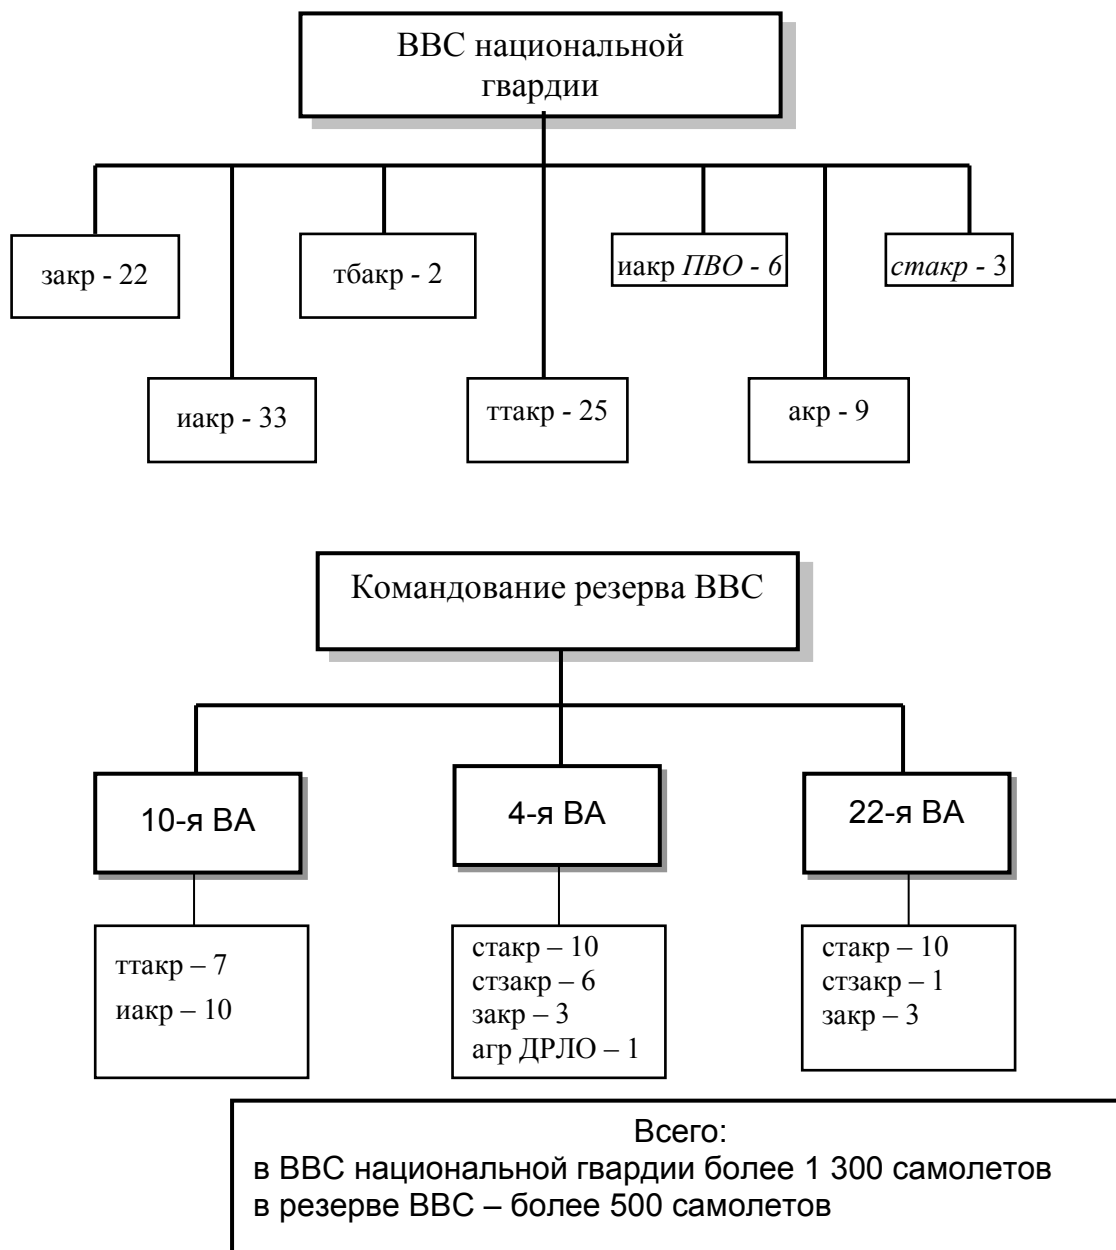 ВВС национальной
гвардии
закр - 22
тбакр - 2
иакр ПВО - 6
стакр - 3
иакр - 33
ттакр - 25
акр - 9
Командование резерва ВВС
10-я ВА
4-я ВА
22-я ВА
ттакр – 7
иакр – 10
стакр – 10
стзакр – 6
закр – 3
агр ДРЛО – 1
стакр – 10
стзакр – 1
закр – 3
Всего:
в ВВС национальной гвардии более 1 300 самолетов
в резерве ВВС – более 500 самолетов